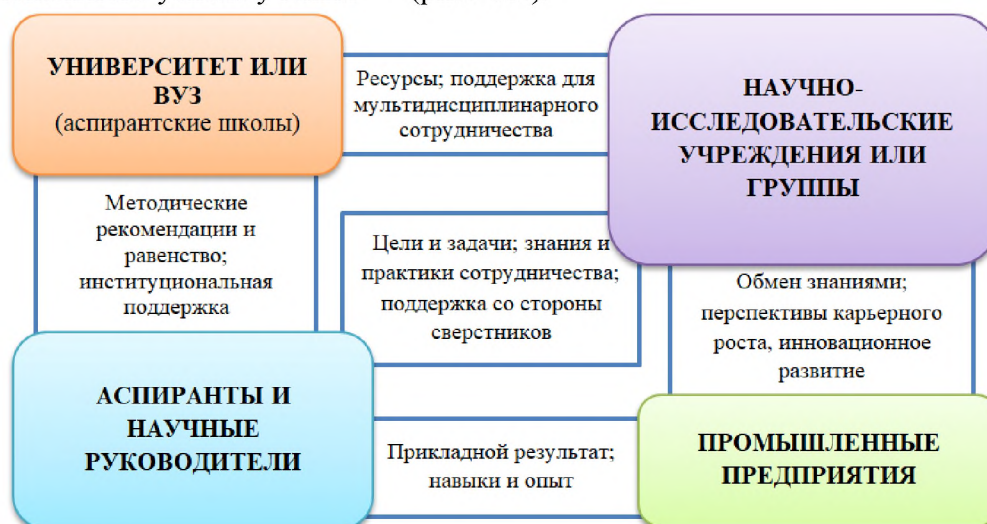 УНИВЕРСИТЕТ ИЛИ
ВУЗ
(аспирантские школы)
Ресурсы; поддержка для
мультидисциплинарного
сотрудничества
НАУЧНО-
ИССЛЕДОВАТЕЛЬСКИЕ
УЧРЕЖДЕНИЯ ИЛИ
ГРУППЫ
Методические
рекомендации и
равенство;
институциональная
поддержка
Цели и задачи; знания и
практики сотрудничества;
поддержка со стороны
сверстников
Обмен знаниями;
перспективы карьерного
роста, инновационное
развитие
АСПИРАНТЫ И
НАУЧНЫЕ
РУКОВОДИТЕЛИ
Прикладной результат;
навыки и опыт
ПРОМЫШЛЕННЫЕ
ПРЕДПРИЯТИЯ